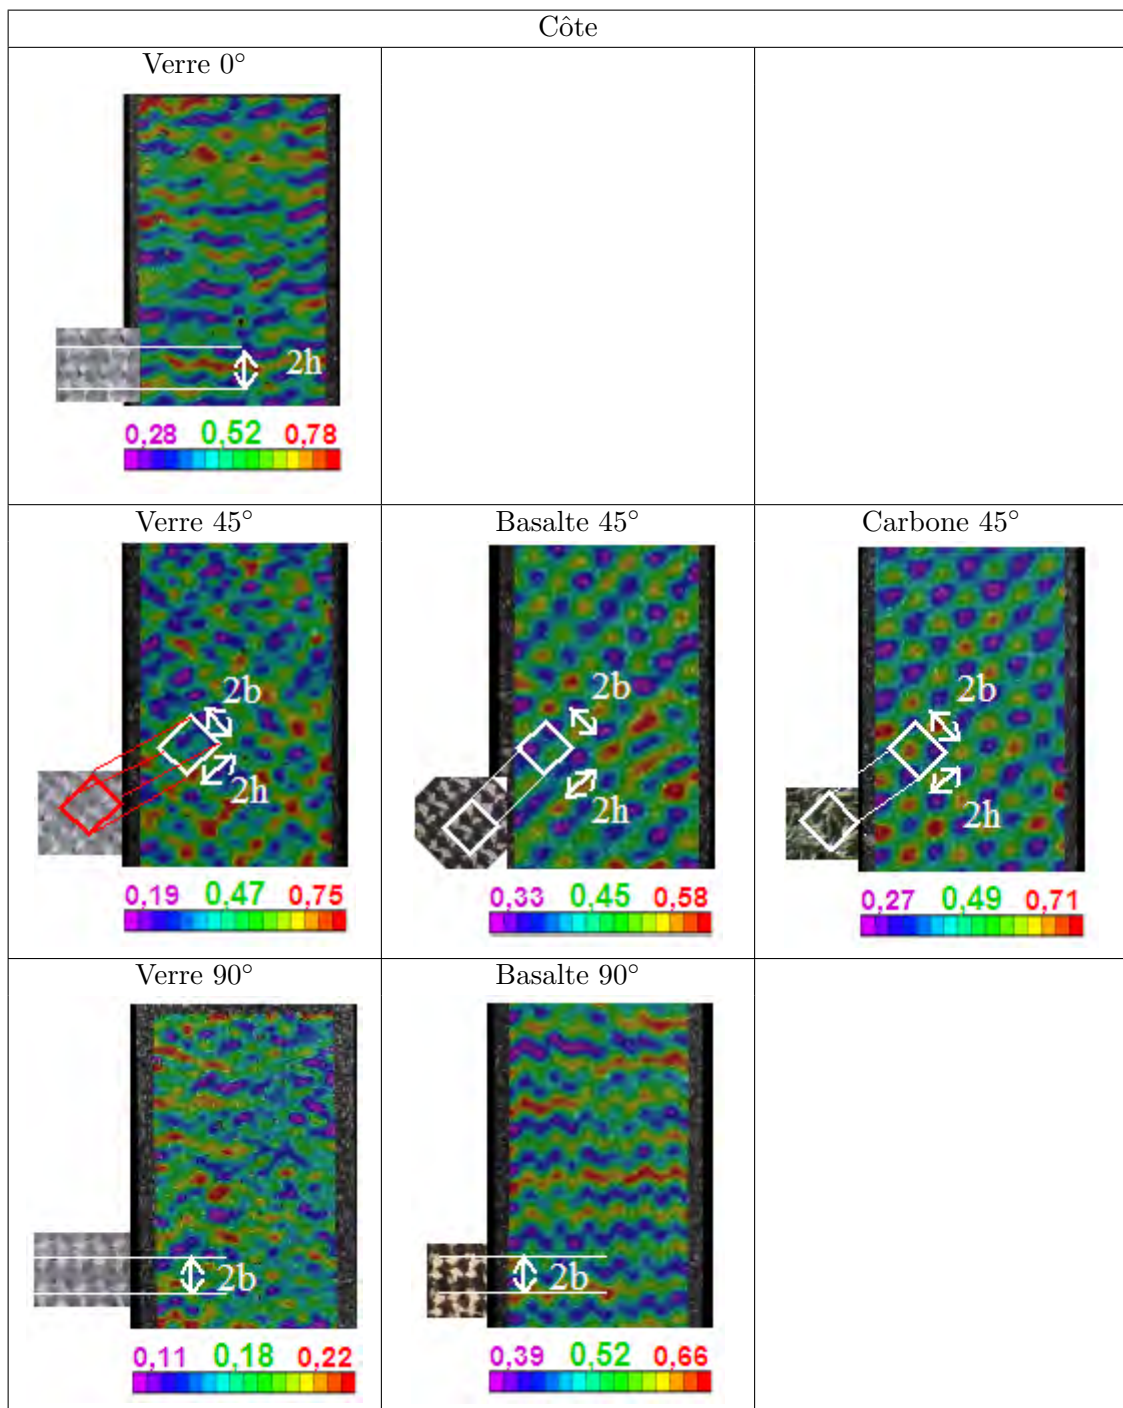 Côte
Verre 0°
2h
0,28 0,52 0,78
Verre 45°
2b
2h
0,19 0,47 0,75
Basalte 45°
2b
2h
0,33 0,45 0,58
Carbone 45°
2b
2h
0,27 0,49 0,71
Verre 90°
2b
0,11 0,18 0,22
Basalte 90°
2b
0,39 0,52 0,66